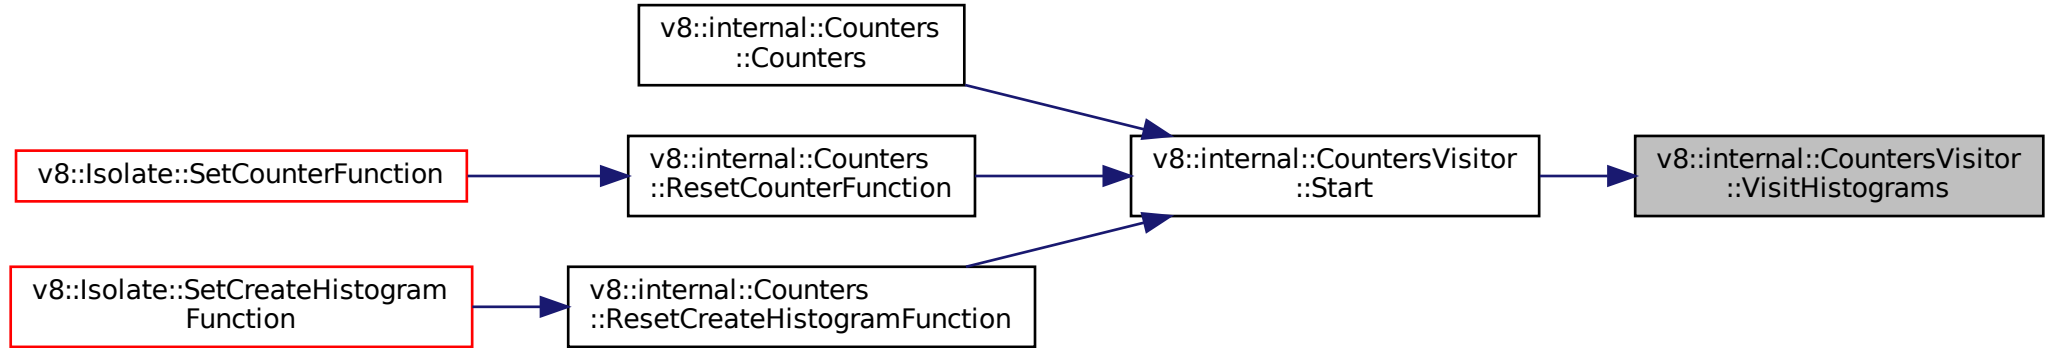 v8::internal::Counters
::Counters
v8::Isolate::SetCounterFunction
v8::internal::Counters
::ResetCounterFunction
v8::internal::CountersVisitor
::Start
v8::internal::CountersVisitor
::VisitHistograms
v8::Isolate::SetCreateHistogram
Function
v8::internal::Counters
::ResetCreateHistogramFunction